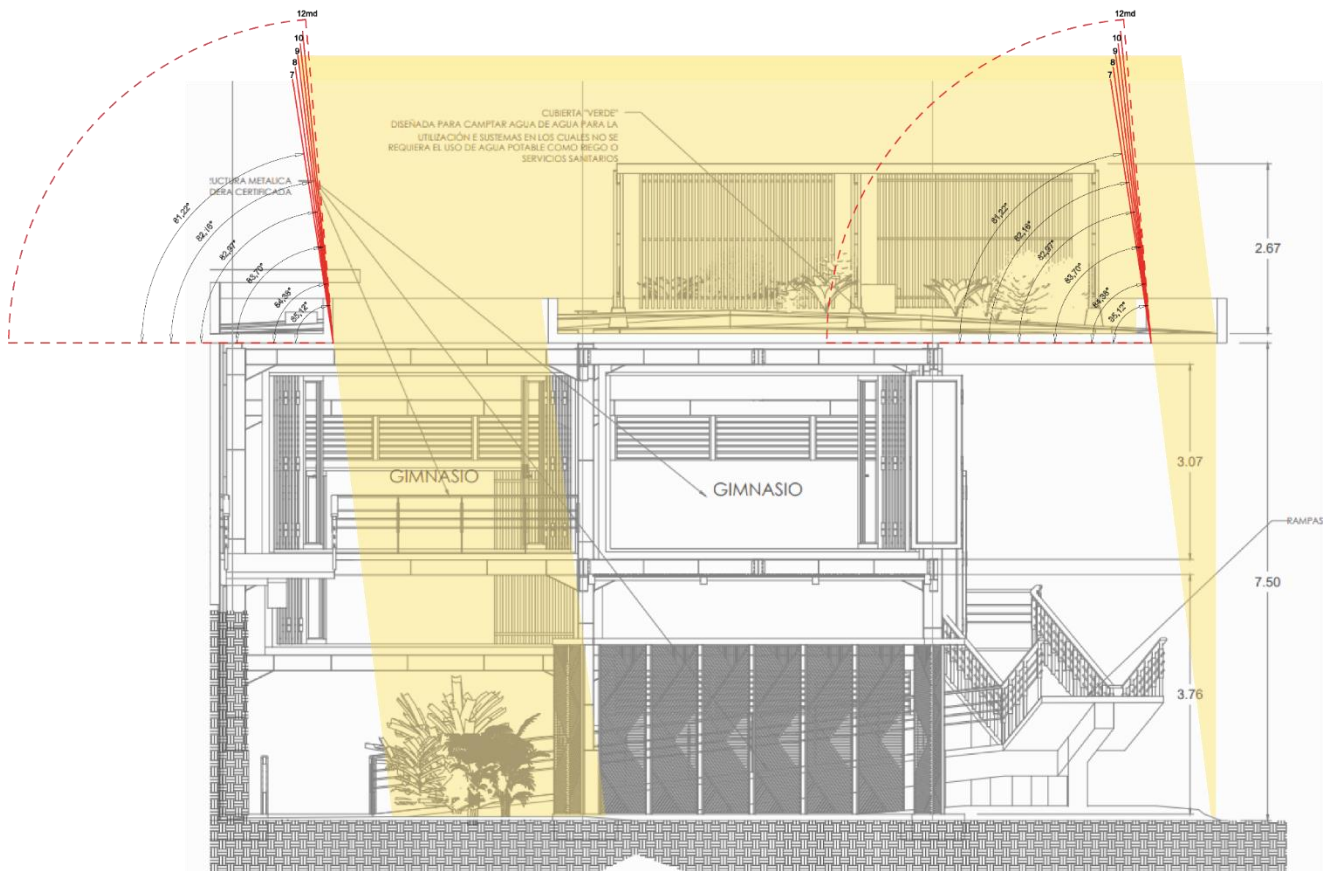 12md
10
9
8
7
12md
10
9
8
7
CUBIERTA "VERDE"
DISEÑADA PARA CAMPTAR AGUA DE AGUA PARA LA
UTILIZACIÓN E SUSTEMAS EN LOS CUALES NO SE
REQUIERA EL USO DE AGUA POTABLE COMO RIEGO O
SERVICIOS SANITARIOS
UCTURA METALICA
DERA CERTIFICADA
81,22°
82,16°
82,97°
83,70°
84,38°
85,12°
81,22°
82,16°
82,97°
83,70°
84,38°
85,12°
2.67
GIMNASIO
GIMNASIO
3.07
RAMPAS
7.50
3.76